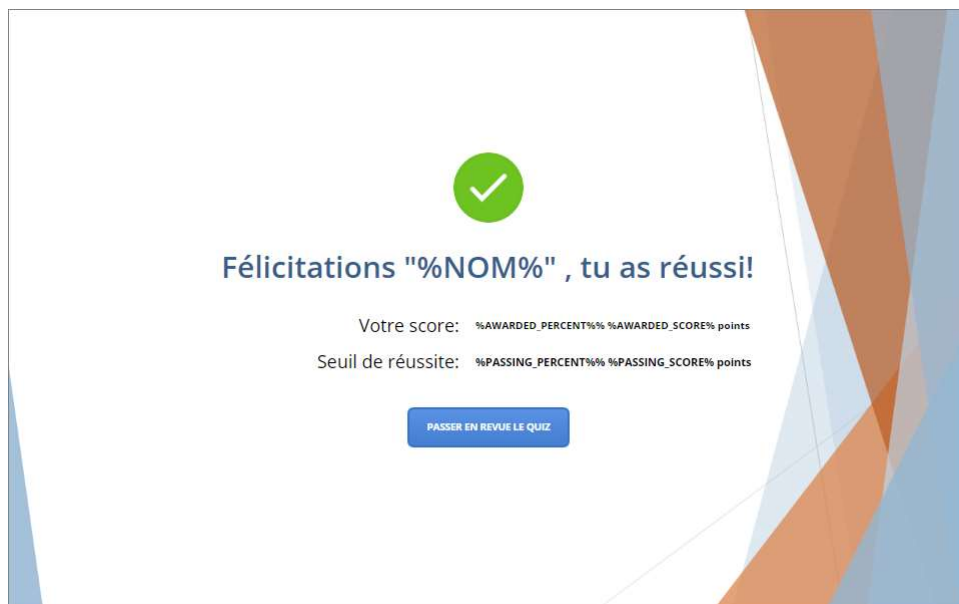 Félicitations "%NOM%" , tu as réussi!
Votre score: %AWARDED_PERCENT%% %AWARDED_SCORE% points
Seuil de réussite: %PASSING_PERCENT%% %PASSING_SCORE% points
PASSER EN REVUE LE QUIZ